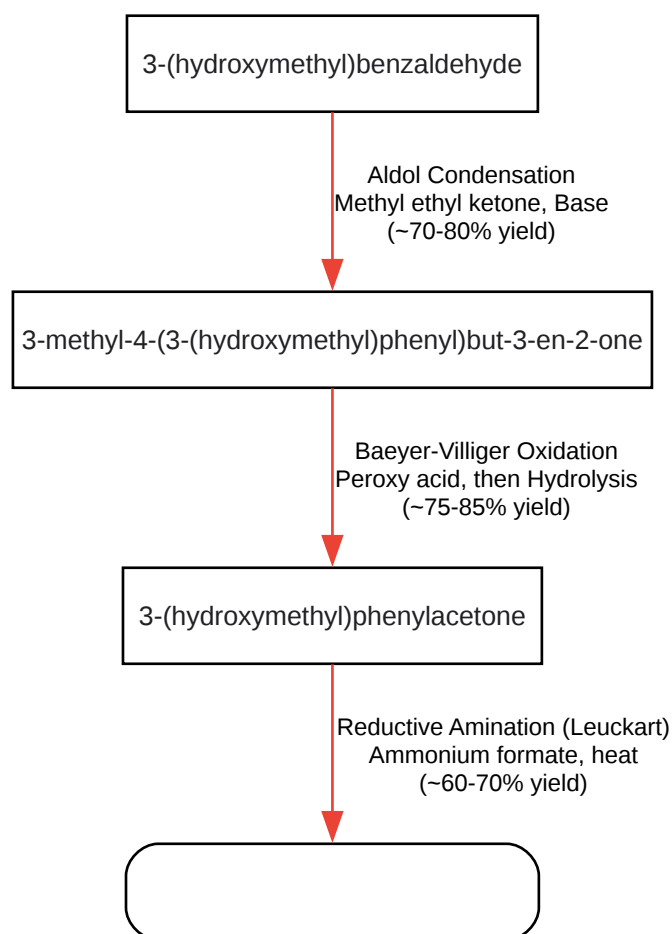 3-(hydroxymethyl)benzaldehyde
Aldol Condensation
Methyl ethyl ketone, Base
(~70-80% yield)
3-methyl-4-(3-(hydroxymethyl)phenyl)but-3-en-2-one
Baeyer-Villiger Oxidation
Peroxy acid, then Hydrolysis
(~75-85% yield)
3-(hydroxymethyl)phenylacetone
Reductive Amination (Leuckart)
Ammonium formate, heat
(~60-70% yield)